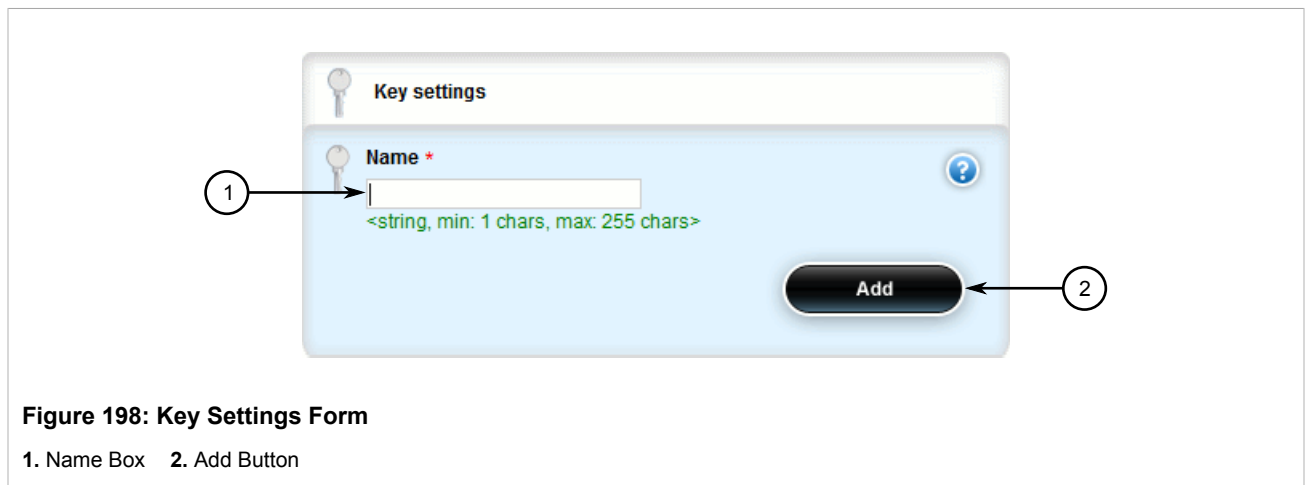 Key settings
Name *
1
<string, min: 1 chars, max: 255 chars>
?
Add
2
Figure 198: Key Settings Form
1. Name Box 2. Add Button